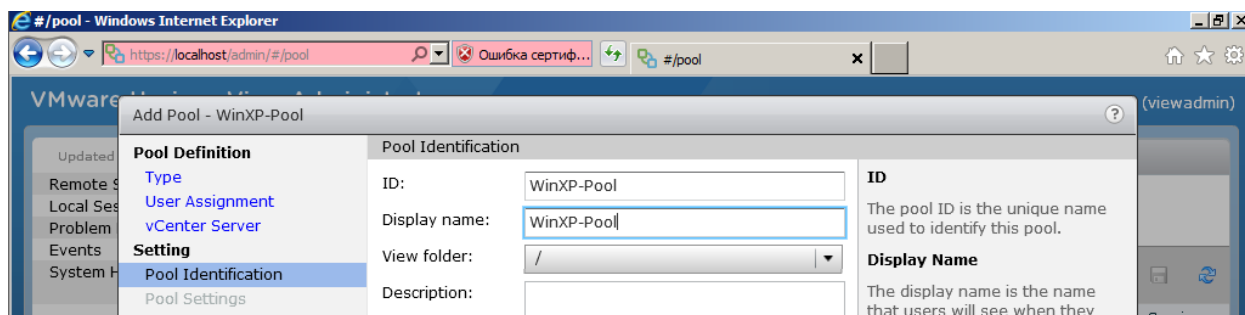 #/pool - Windows Internet Explorer
https://localhost/admin/#/pool
Ошибка сертиф...
#/pool
VMware
(viewadmin)
Add Pool - WinXP-Pool
?
Updated
Remote
Local Ses
Problem
Events
System H
Pool Definition
Type
User Assignment
vCenter Server
Setting
Pool Identification
Pool Settings
Pool Identification
ID: WinXP-Pool
Display name: WinXP-Pool
View folder: /
Description:
ID
The pool ID is the unique name
used to identify this pool.
Display Name
The display name is the name
that users will see when they